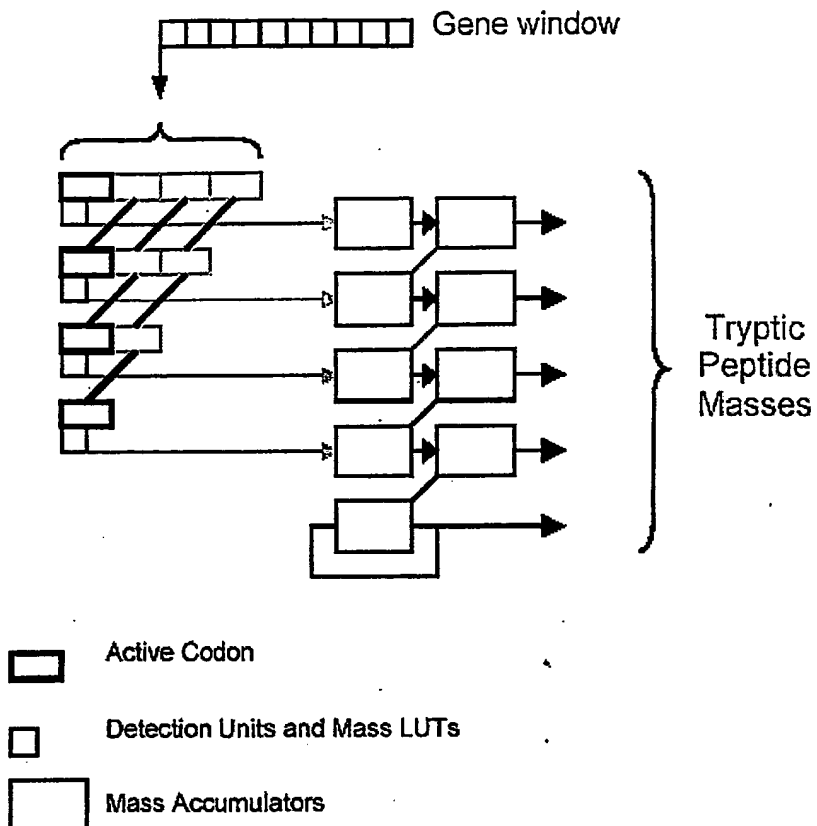 Gene window
Tryptic
Peptide
Masses
Active Codon
Detection Units and Mass LUTs
Mass Accumulators